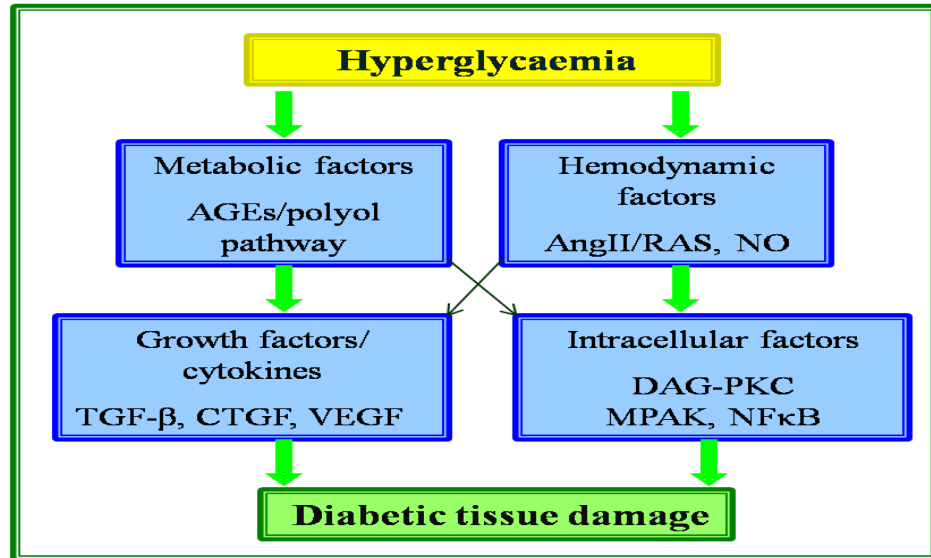 Hyperglycaemia
Metabolic factors
AGEs/polyol
pathway
Hemodynamic
factors
AngII/RAS, NO
Growth factors/
cytokines
TGF-β, CTGF, VEGF
Intracellular factors
DAG-PKC
MPAK, NFκB
Diabetic tissue damage